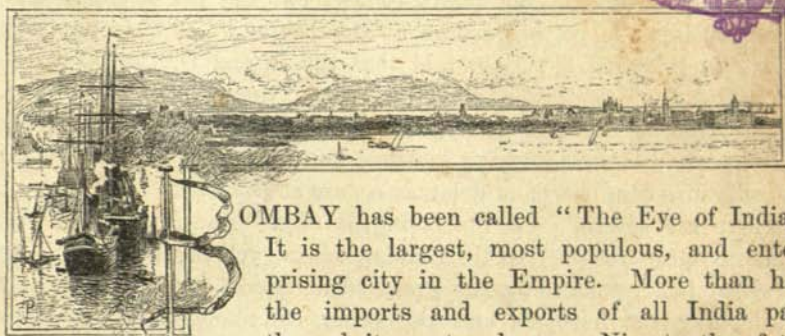 BOMBAY has been called “The Eye of India
It is the largest, most populous, and ente
prising city in the Empire. More than h
the imports and exports of all India pa